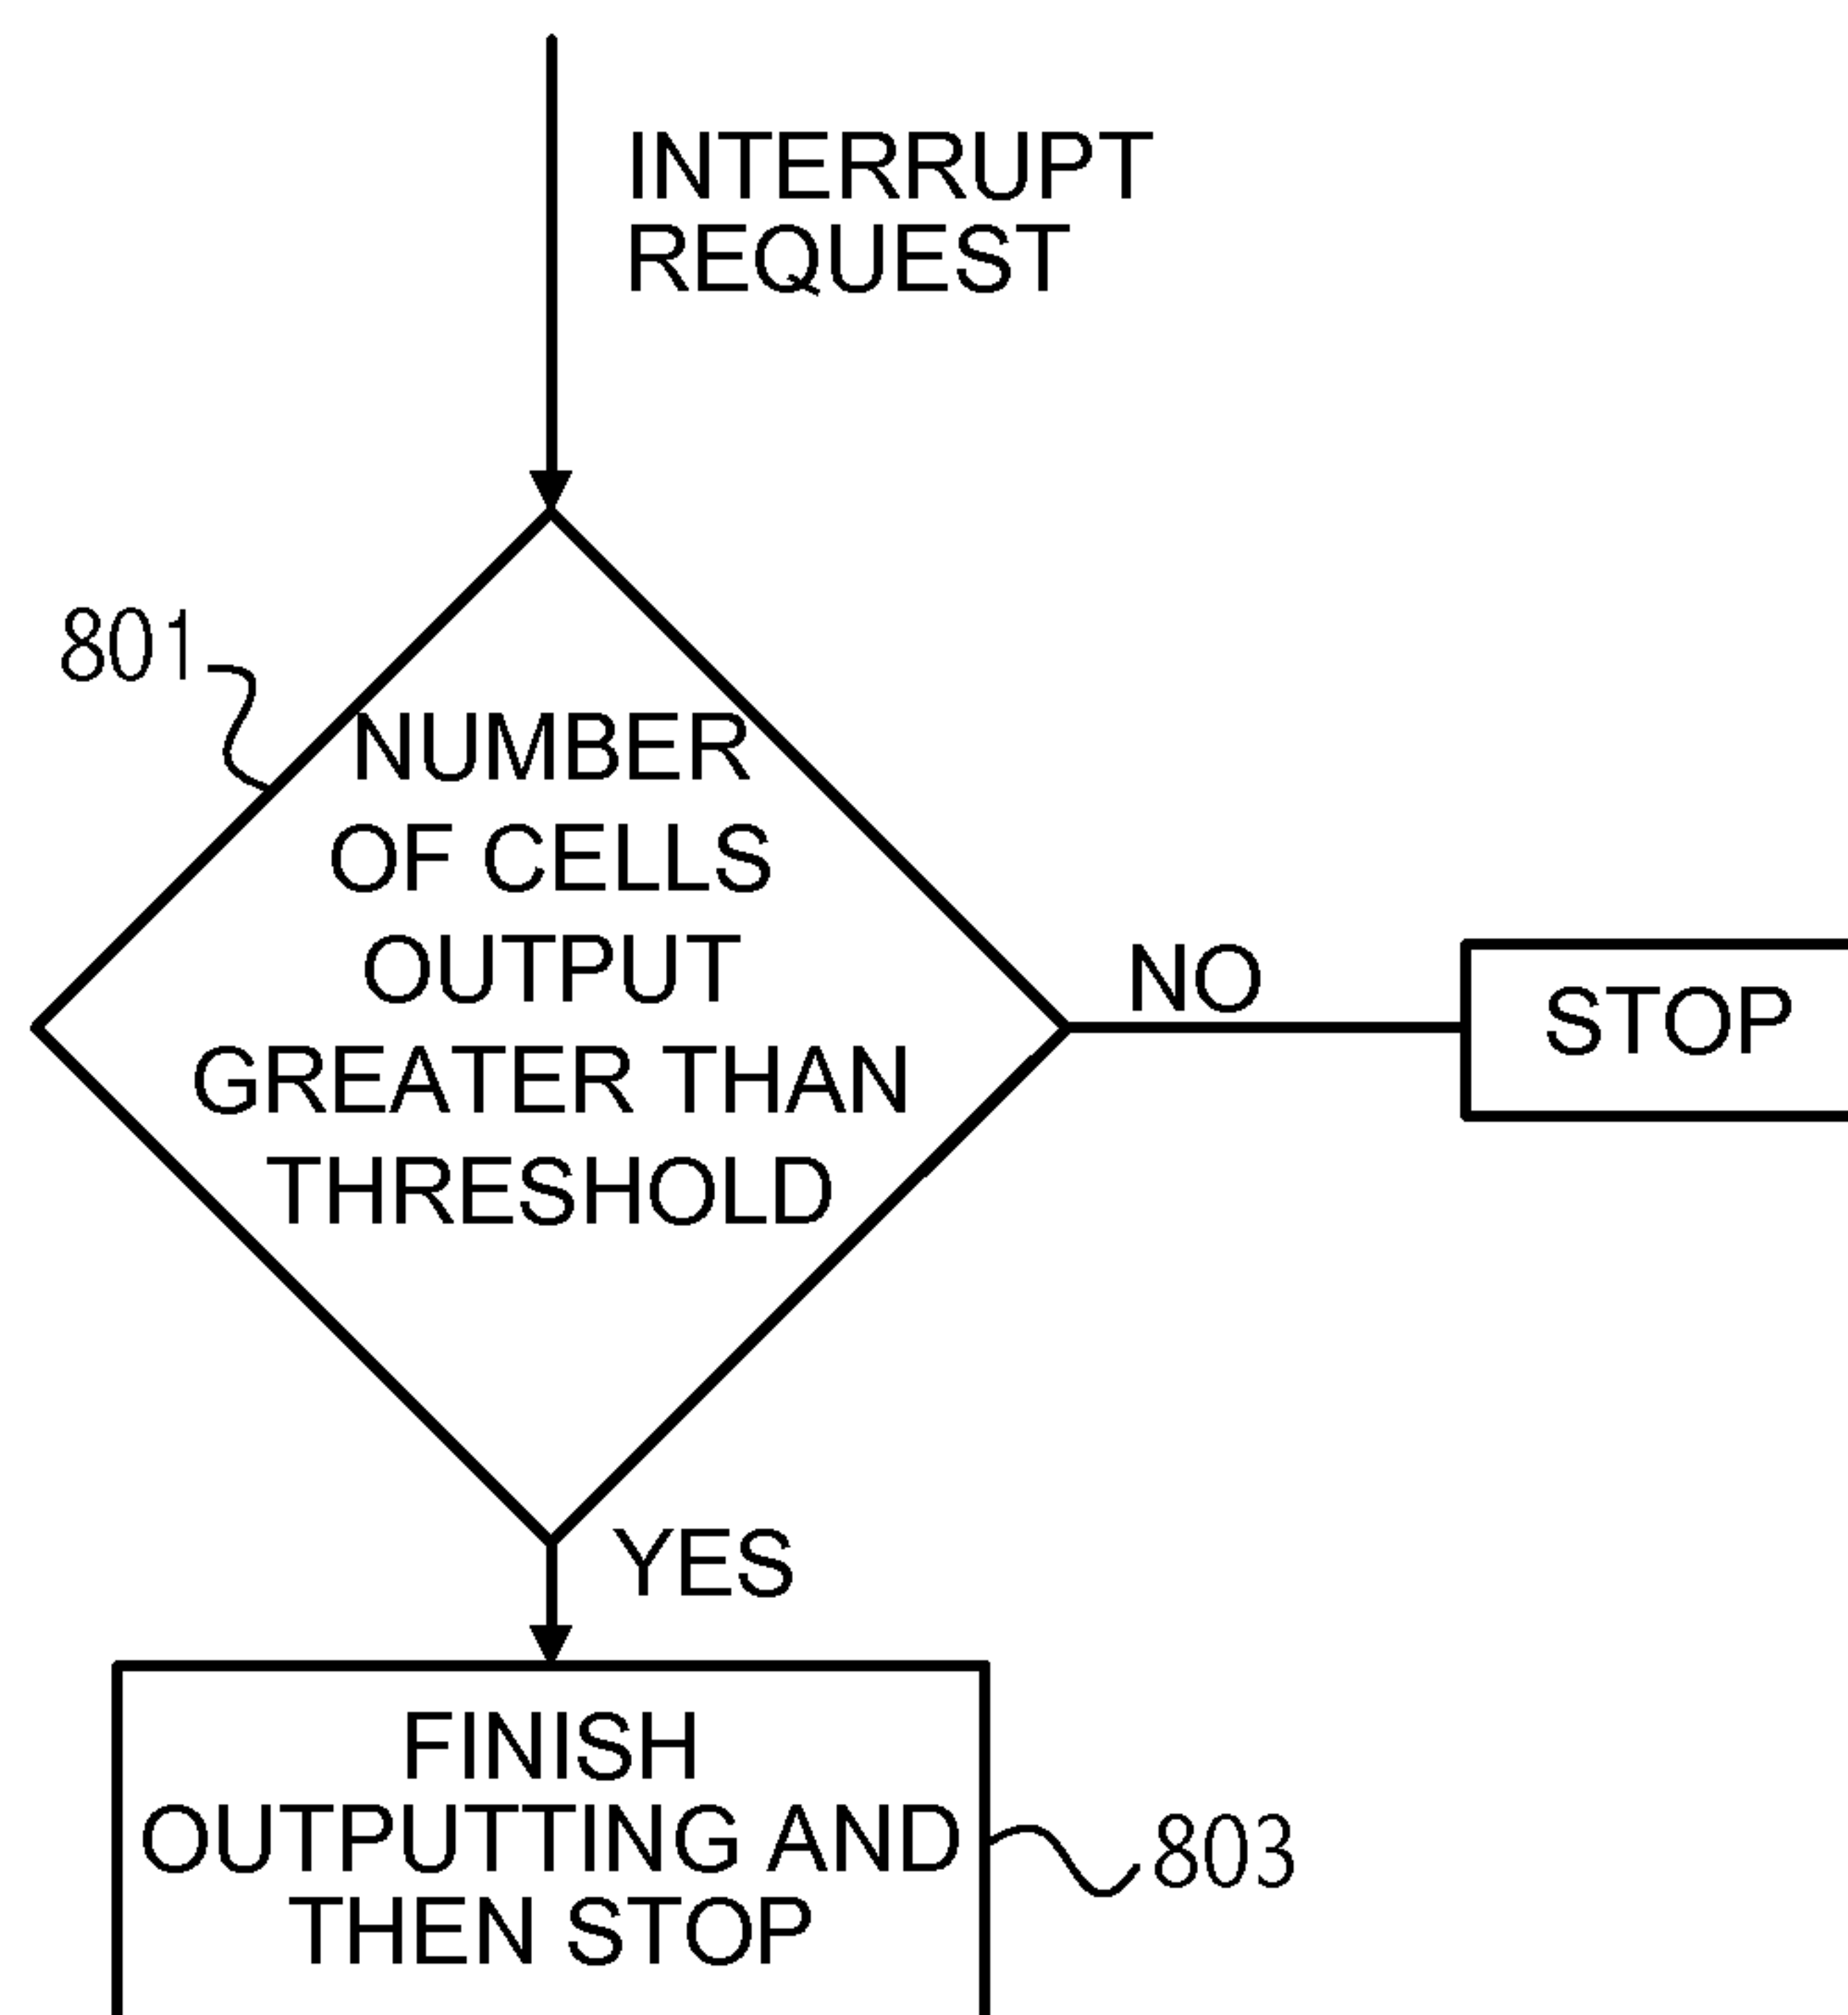 INTERRUPT
REQUEST
801
NUMBER
OF CELLS
OUTPUT
GREATER THAN
THRESHOLD
NO
STOP
YES
FINISH
OUTPUTTING AND
THEN STOP
803